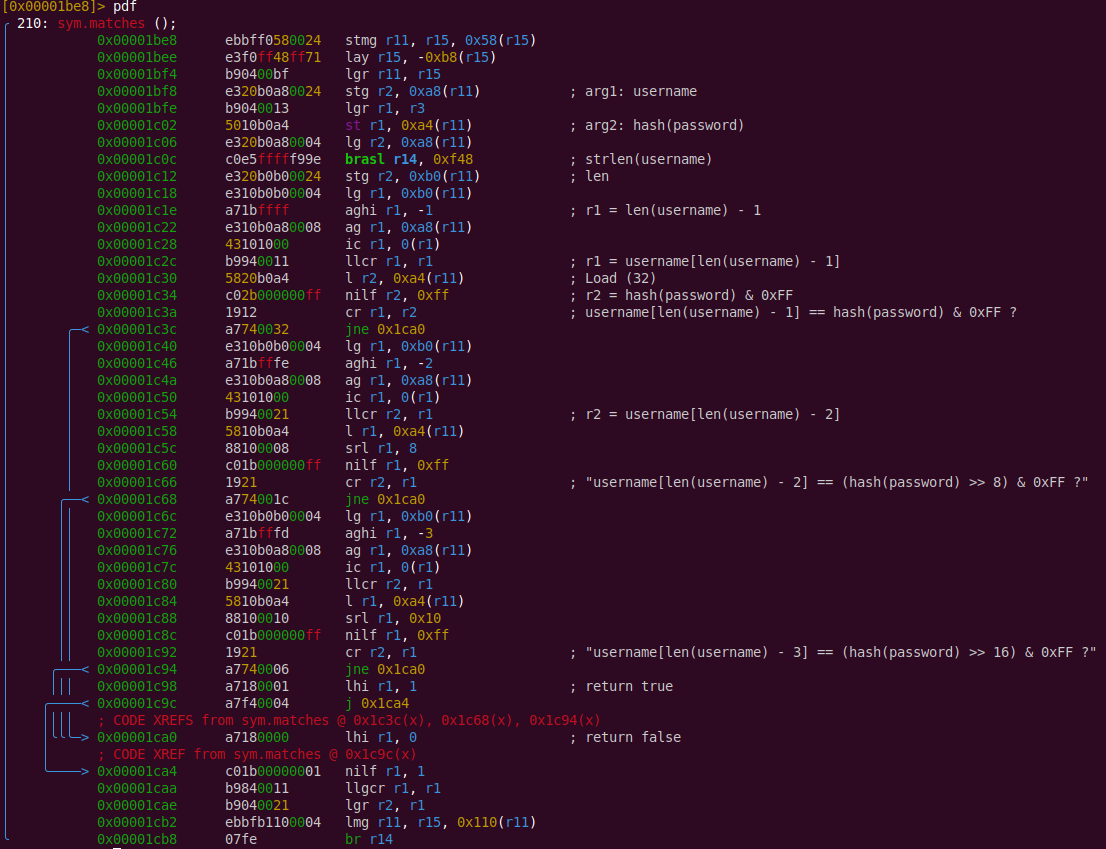 [0x00001be8]> pdf
210: sym.matches ();
0x00001be8 ebbff0580024 stmg r11, r15, 0x58(r15)
0x00001bee e3f0ff48ff71 lay r15, -0xb8(r15)
0x00001bf4 b90400bf lgr r11, r15
0x00001bf8 e320b0a80024 stg r2, 0xa8(r11) ; arg1: username
0x00001bfe b9040013 lgr r1, r3
0x00001c02 5010b0a4 st r1, 0xa4(r11) ; arg2: hash(password)
0x00001c06 e320b0a80004 lg r2, 0xa8(r11)
0x00001c0c c0e5fffff99e brasl r14, 0xf48 ; strlen(username)
0x00001c12 e320b0b00024 stg r2, 0xb0(r11) ; len
0x00001c18 e310b0b00004 lg r1, 0xb0(r11)
0x00001c1e a71bffff aghi r1, -1 ; r1 = len(username) - 1
0x00001c22 e310b0a80008 ag r1, 0xa8(r11)
0x00001c28 43101000 ic r1, 0(r1)
0x00001c2c b9940011 llcr r1, r1 ; r1 = username[len(username) - 1]
0x00001c30 5820b0a4 l r2, 0xa4(r11) ; Load (32)
0x00001c34 c02b000000ff nilf r2, 0xff ; r2 = hash(password) & 0xFF
0x00001c3a 1912 cr r1, r2 ; username[len(username) - 1] == hash(password) & 0xFF ?
0x00001c3c a7740032 jne 0x1ca0
0x00001c40 e310b0b00004 lg r1, 0xb0(r11)
0x00001c46 a71bfffe aghi r1, -2
0x00001c4a e310b0a80008 ag r1, 0xa8(r11)
0x00001c50 43101000 ic r1, 0(r1)
0x00001c54 b9940021 llcr r2, r1 ; r2 = username[len(username) - 2]
0x00001c58 5810b0a4 l r1, 0xa4(r11)
0x00001c5c 88100008 srl r1, 8
0x00001c60 c01b000000ff nilf r1, 0xff
0x00001c66 1921 cr r2, r1 ; "username[len(username) - 2] == (hash(password) >> 8) & 0xFF ?"
0x00001c68 a774001c jne 0x1ca0
0x00001c6c e310b0b00004 lg r1, 0xb0(r11)
0x00001c72 a71bfffd aghi r1, -3
0x00001c76 e310b0a80008 ag r1, 0xa8(r11)
0x00001c7c 43101000 ic r1, 0(r1)
0x00001c80 b9940021 llcr r2, r1
0x00001c84 5810b0a4 l r1, 0xa4(r11)
0x00001c88 88100010 srl r1, 0x10
0x00001c8c c01b000000ff nilf r1, 0xff
0x00001c92 1921 cr r2, r1 ; "username[len(username) - 3] == (hash(password) >> 16) & 0xFF ?"
0x00001c94 a7740006 jne 0x1ca0
0x00001c98 a7180001 lhi r1, 1 ; return true
0x00001c9c a7f40004 j 0x1ca4
; CODE XREFS from sym.matches @ 0x1c3c(x), 0x1c68(x), 0x1c94(x)
0x00001ca0 a7180000 lhi r1, 0 ; return false
; CODE XREF from sym.matches @ 0x1c9c(x)
0x00001ca4 c01b00000001 nilf r1, 1
0x00001caa b9840011 llgcr r1, r1
0x00001cae b9040021 lgr r2, r1
0x00001cb2 ebbfb1100004 lmg r11, r15, 0x110(r11)
0x00001cb8 07fe br r14